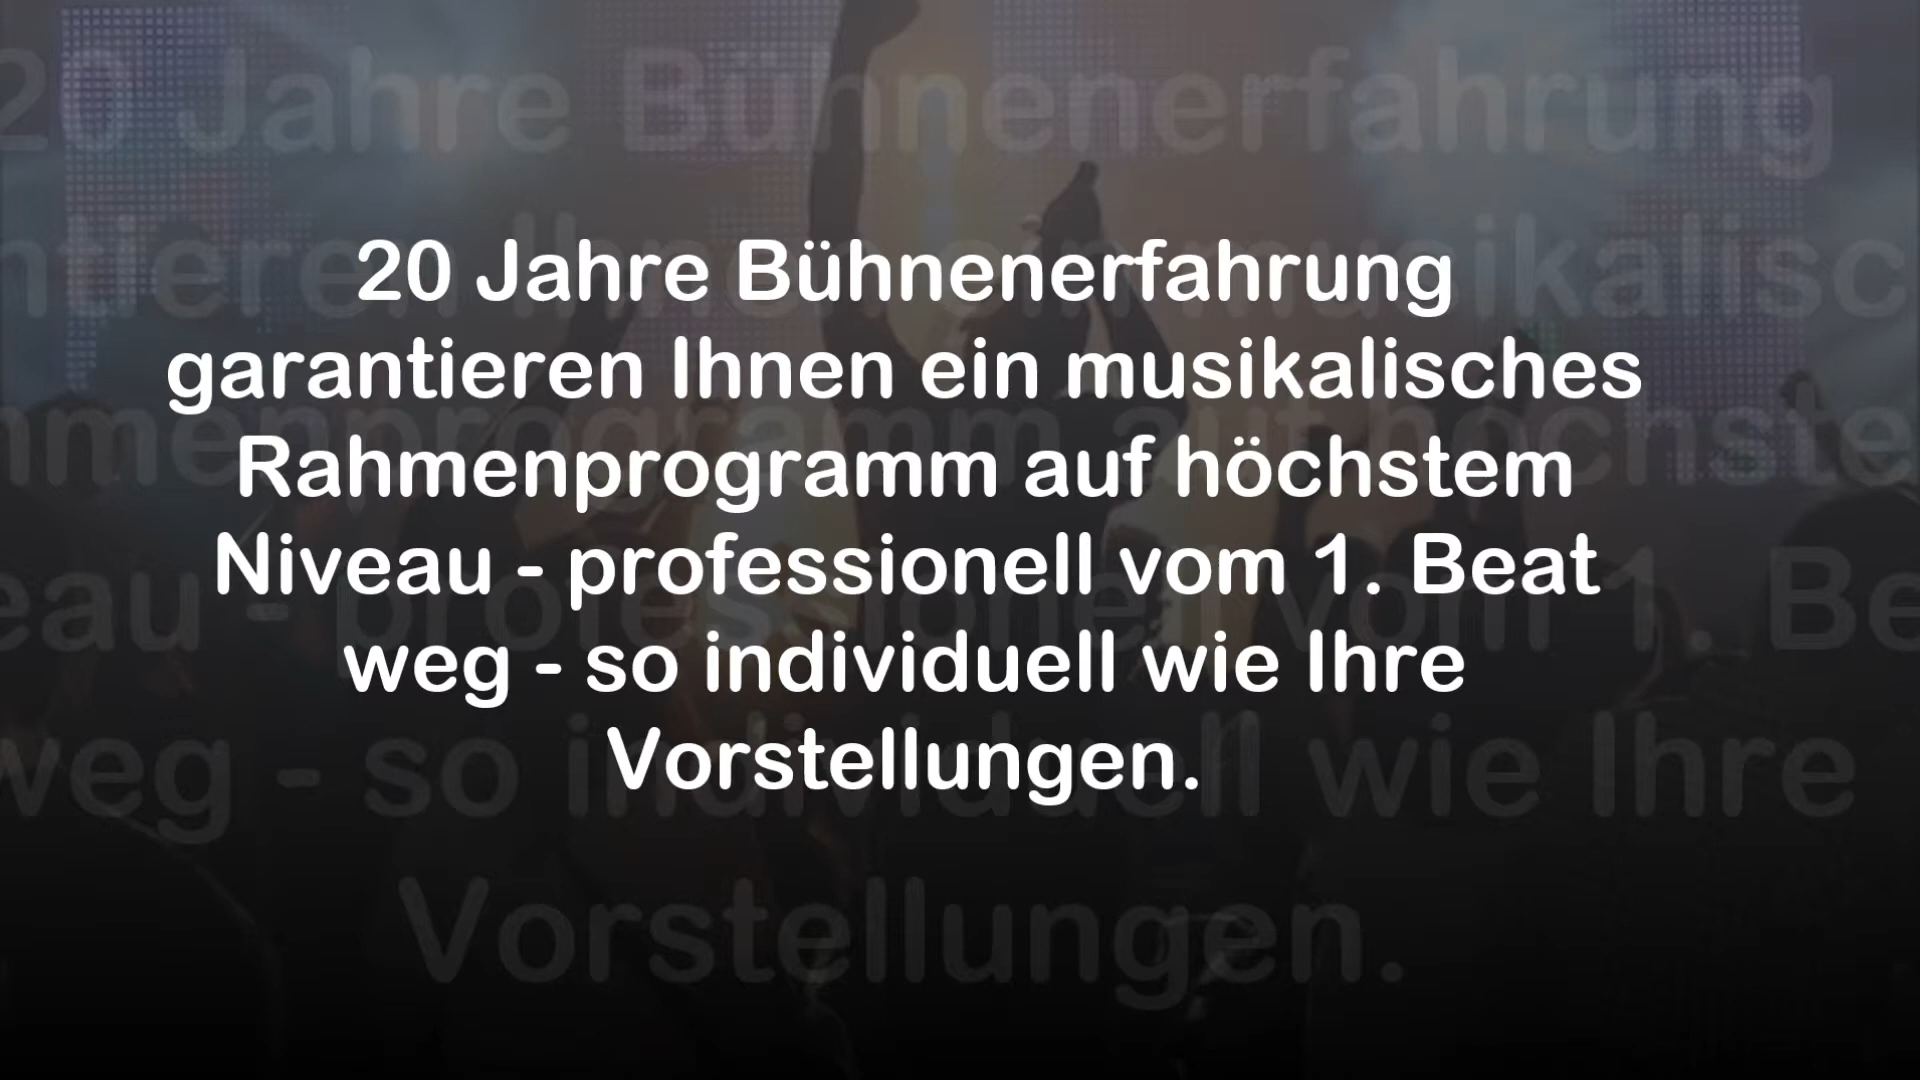 20 Jahre Bühnenerfahrung
garantieren Ihnen ein musikalisches
Rahmenprogramm auf höchstem
Niveau - professionell vom 1. Beat
weg - so individuell wie Ihre
Vorstellungen.